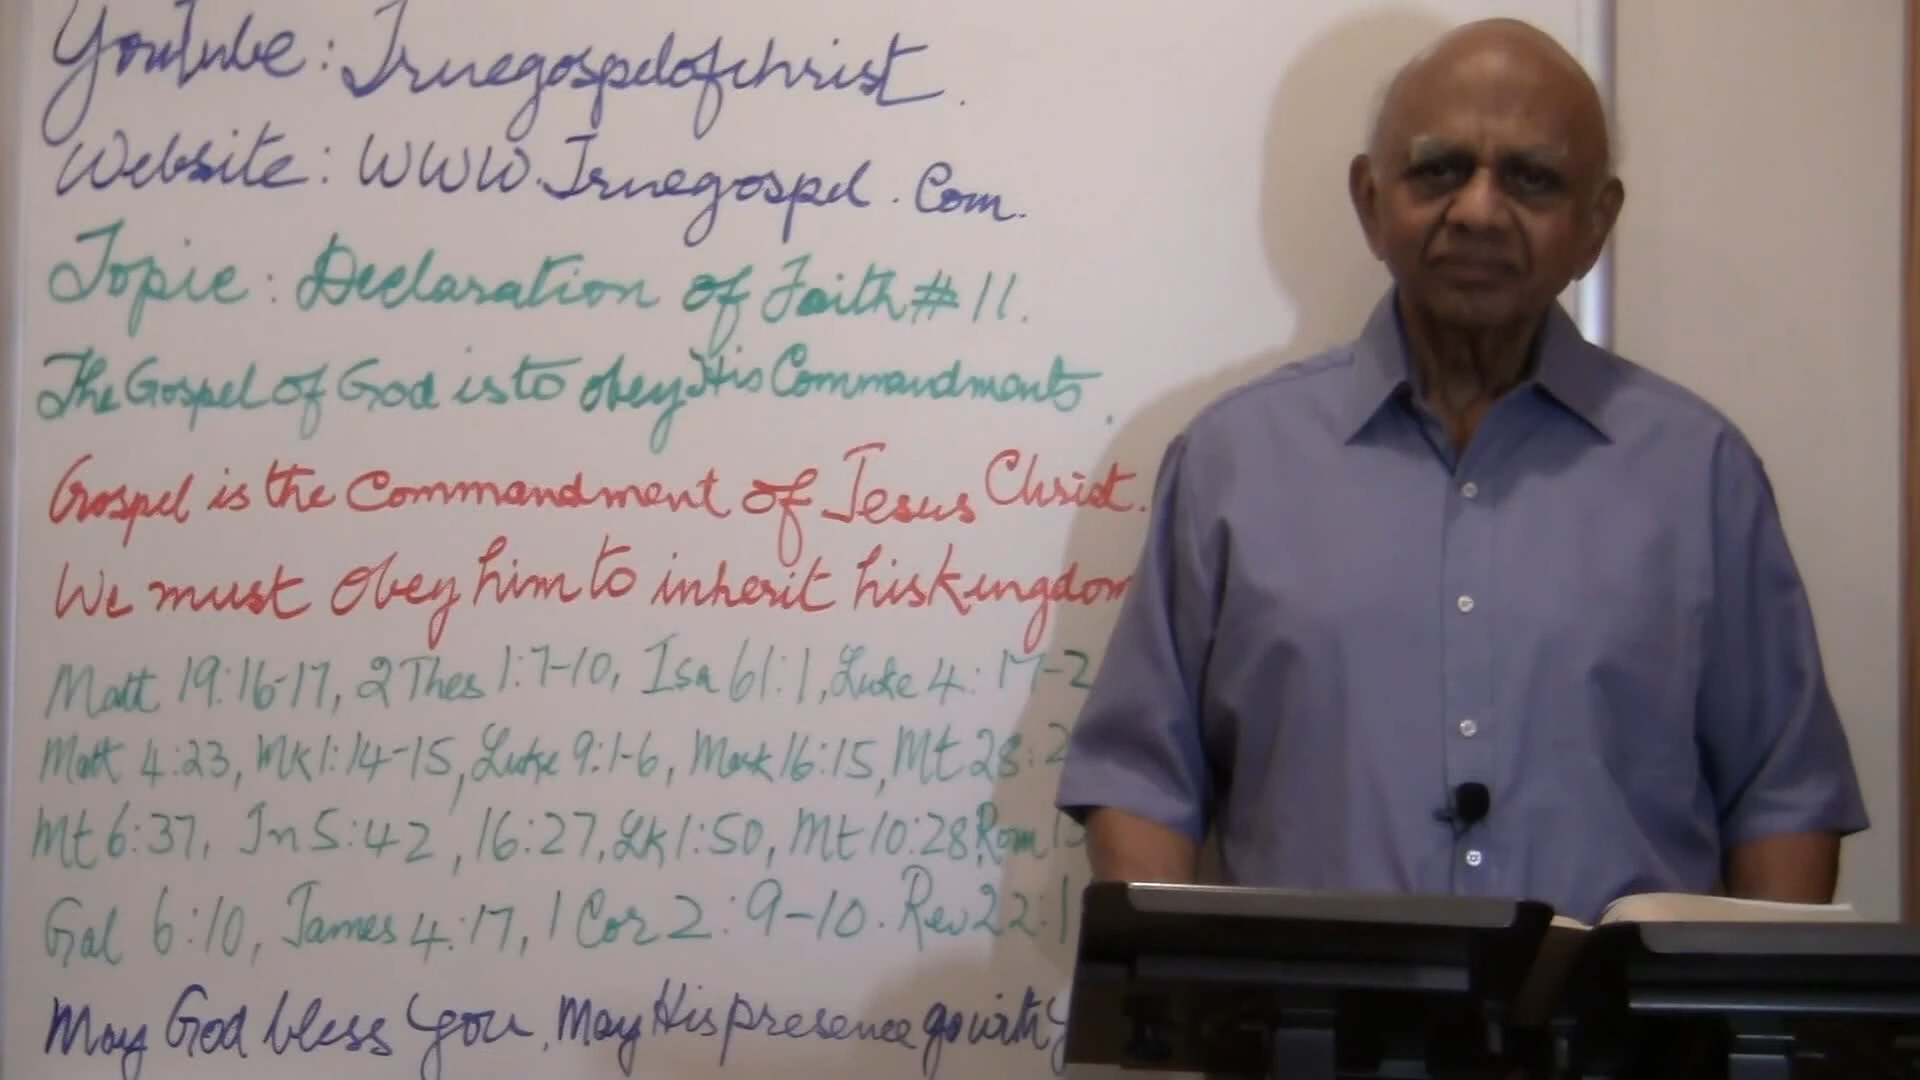 YouTube: Truegospelofchrist.
Website: WWW.Truegospel.Com.
Topic: Declaration of Faith #11.
The Gospel of God is to obey His Commandments.
Gospel is the Commandment of Jesus Christ.
We must obey him to inherit his kingdom
Matt 19:16-17, 2 Thes 1:7-10, Isa 61:1, Luke 4: 17-2
Matt 4:23, Mk 1:14-15, Luke 9:1-6, Mark 16:15, Mt 28:2
Mt 6:37, Jn 5:42, 16:27, Lk 1:50, Mt 10:28, Rom 13
Gal 6:10, James 4:17, 1 Cor 2:9-10. Rev 22:1
May God bless you. May His presence go with